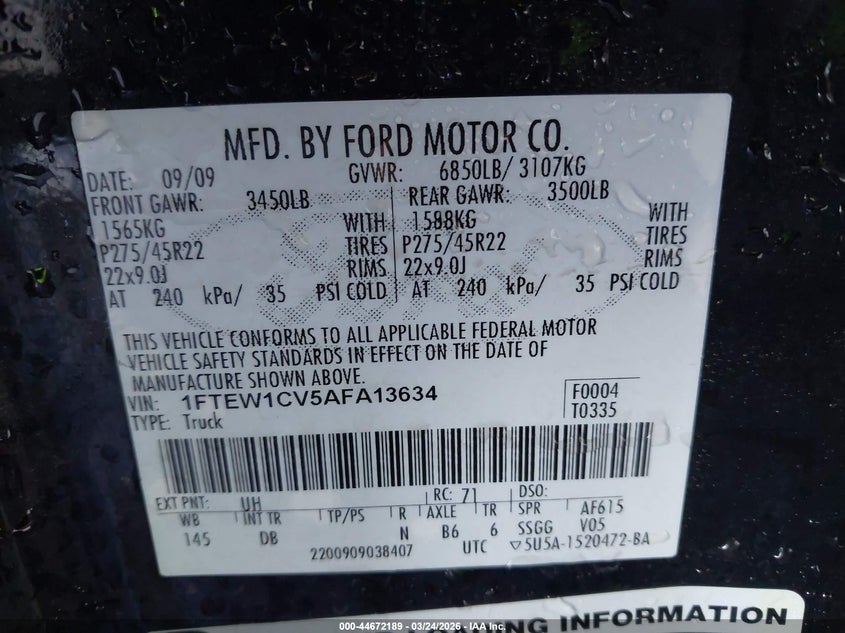 MFD. BY FORD MOTOR CO.
DATE: 09/09 GVWR: 6850LB/ 3107KG
FRONT GAWR: 3450LB REAR GAWR: 3500LB
1565KG WITH 1588KG WITH
P275/45R22 TIRES P275/45R22 TIRES
22x9.0J RIMS 22x9.0J RIMS
AT 240 kPa/ 35 PSI COLD AT 240 kPa/ 35 PSI COLD
THIS VEHICLE CONFORMS TO ALL APPLICABLE FEDERAL MOTOR
VEHICLE SAFETY STANDARDS IN EFFECT ON THE DATE OF
MANUFACTURE SHOWN ABOVE.
VIN: 1FTEW1CV5AFA13634 F0004
TYPE: Truck T0335
EXT PNT: UH RC: 71 DSO:
WB INT TR TP/PS R AXLE TR SPR AF615
145 DB N B6 6 SSGG V05
2200909038407 UTC ▽5U5A-1520472-BA
LOADING INFORMATION
000-44672189 - 03/24/2026 - IAA Inc.